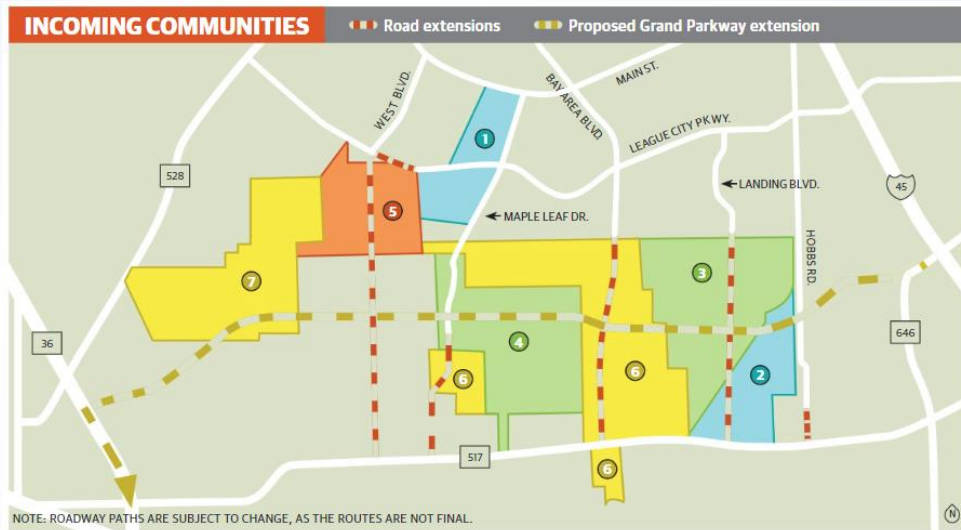 INCOMING COMMUNITIES
Road extensions
Proposed Grand Parkway extension
MAIN ST.
WEST BLVD.
BAY AREA BLVD.
1
LEAGUE CITY PKWY.
528
LANDING BLVD.
45
5
MAPLE LEAF DR.
HOBBS RD.
7
3
36
4
646
6
6
2
517
6
NOTE: ROADWAY PATHS ARE SUBJECT TO CHANGE, AS THE ROUTES ARE NOT FINAL.
N